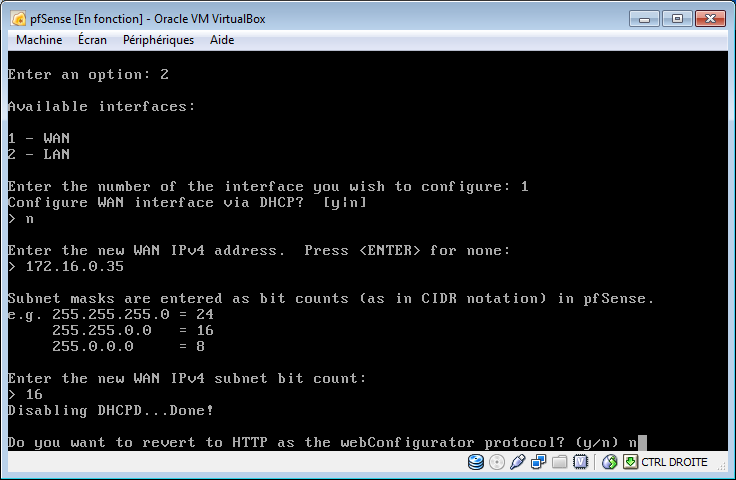 pfSense [En fonction] - Oracle VM VirtualBox
Machine Écran Périphériques Aide
Enter an option: 2
Available interfaces:
1 - WAN
2 - LAN
Enter the number of the interface you wish to configure: 1
Configure WAN interface via DHCP?  [y|n]
> n
Enter the new WAN IPv4 address.  Press <ENTER> for none:
> 172.16.0.35
Subnet masks are entered as bit counts (as in CIDR notation) in pfSense.
e.g. 255.255.255.0 = 24
     255.255.0.0   = 16
     255.0.0.0     = 8
Enter the new WAN IPv4 subnet bit count:
> 16
Disabling DHCPD...Done!
Do you want to revert to HTTP as the webConfigurator protocol? (y/n) n
CTRL DROITE